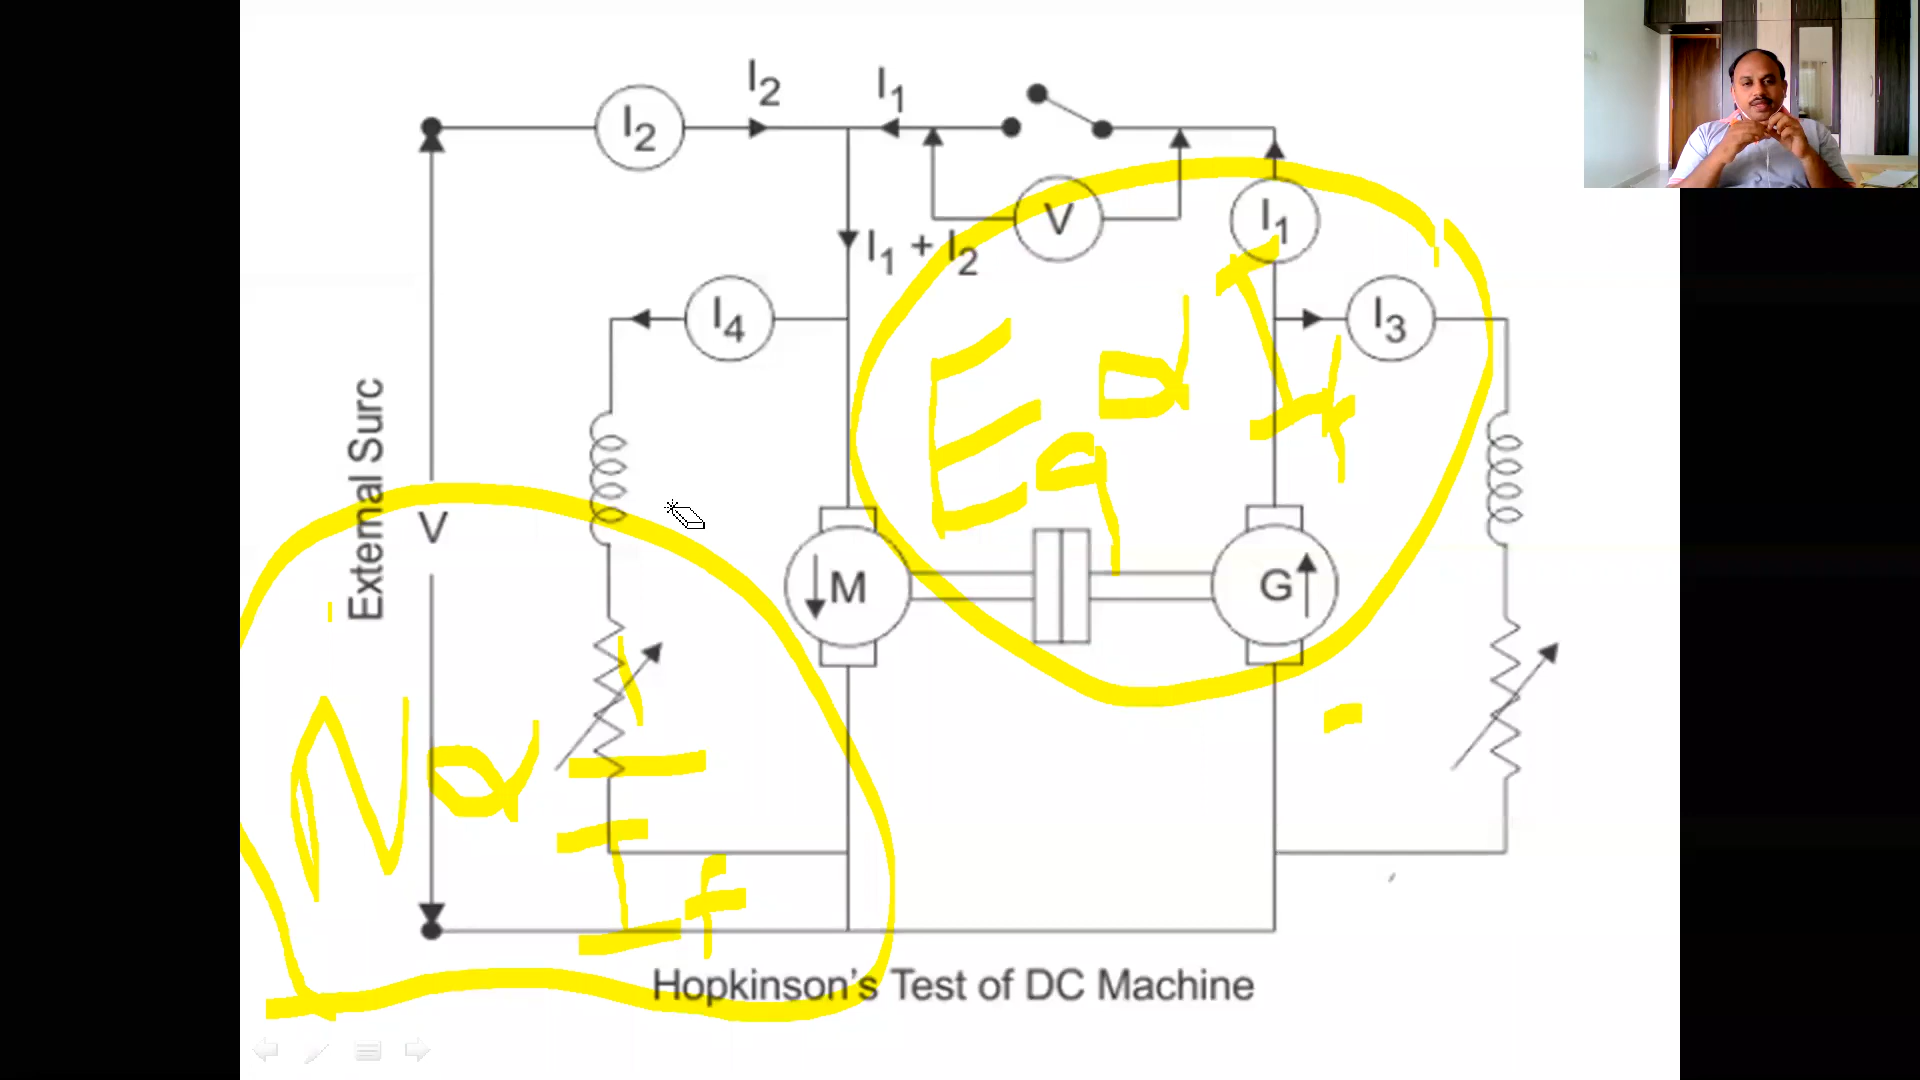 I2
I1
I2
I1
V
I1 + I2
I4
I3
External Surc
V
M
G
Eg α If
N α 1
If
Hopkinson's Test of DC Machine